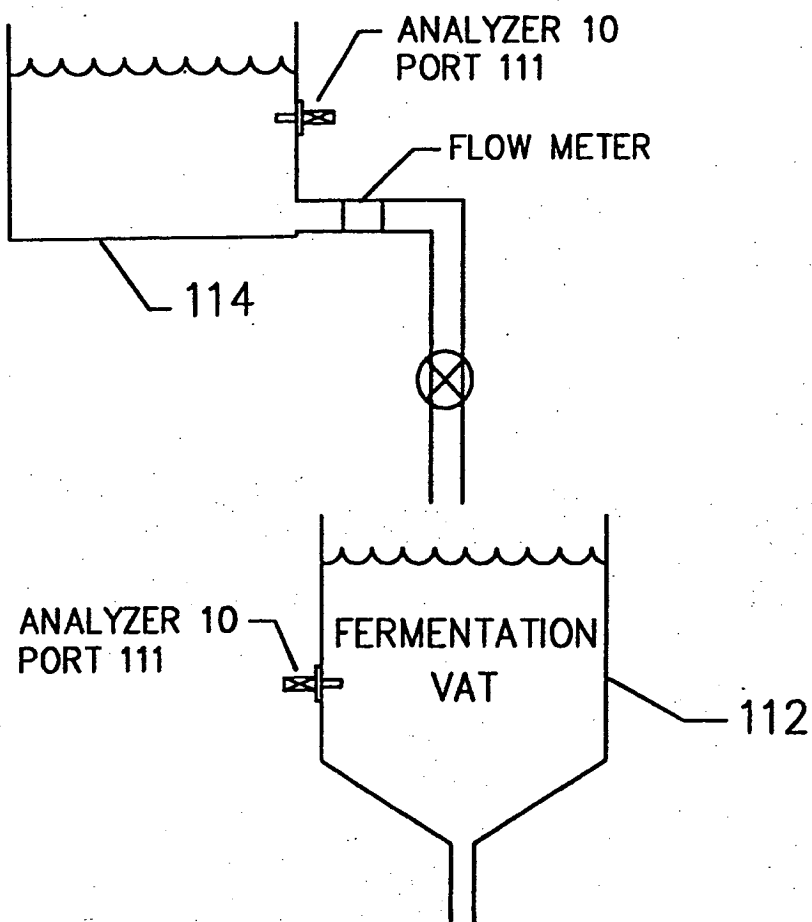 ANALYZER 10
PORT 111
FLOW METER
114
ANALYZER 10
PORT 111
FERMENTATION
VAT
112